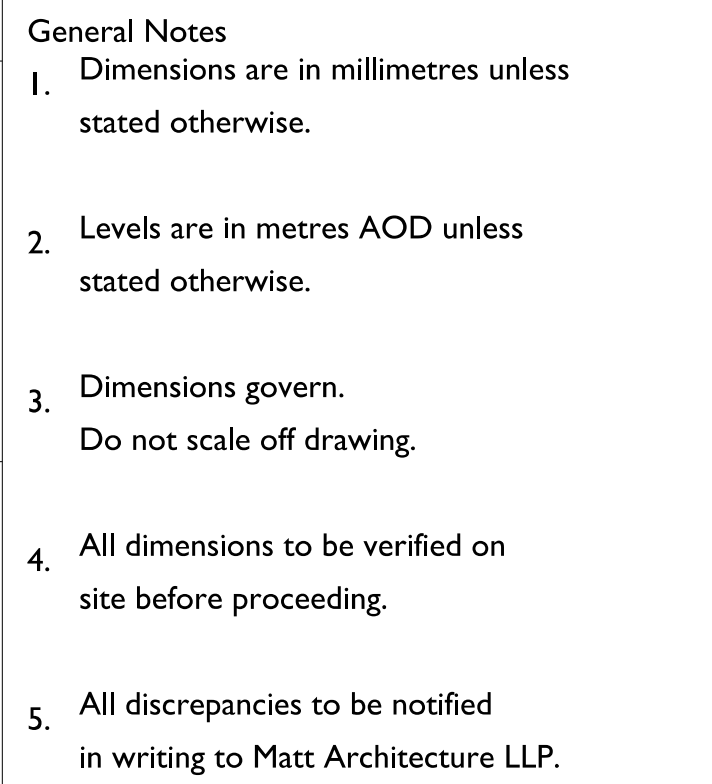 General Notes
1. Dimensions are in millimetres unless
stated otherwise.
2. Levels are in metres AOD unless
stated otherwise.
3. Dimensions govern.
Do not scale off drawing.
4. All dimensions to be verified on
site before proceeding.
5. All discrepancies to be notified
in writing to Matt Architecture LLP.